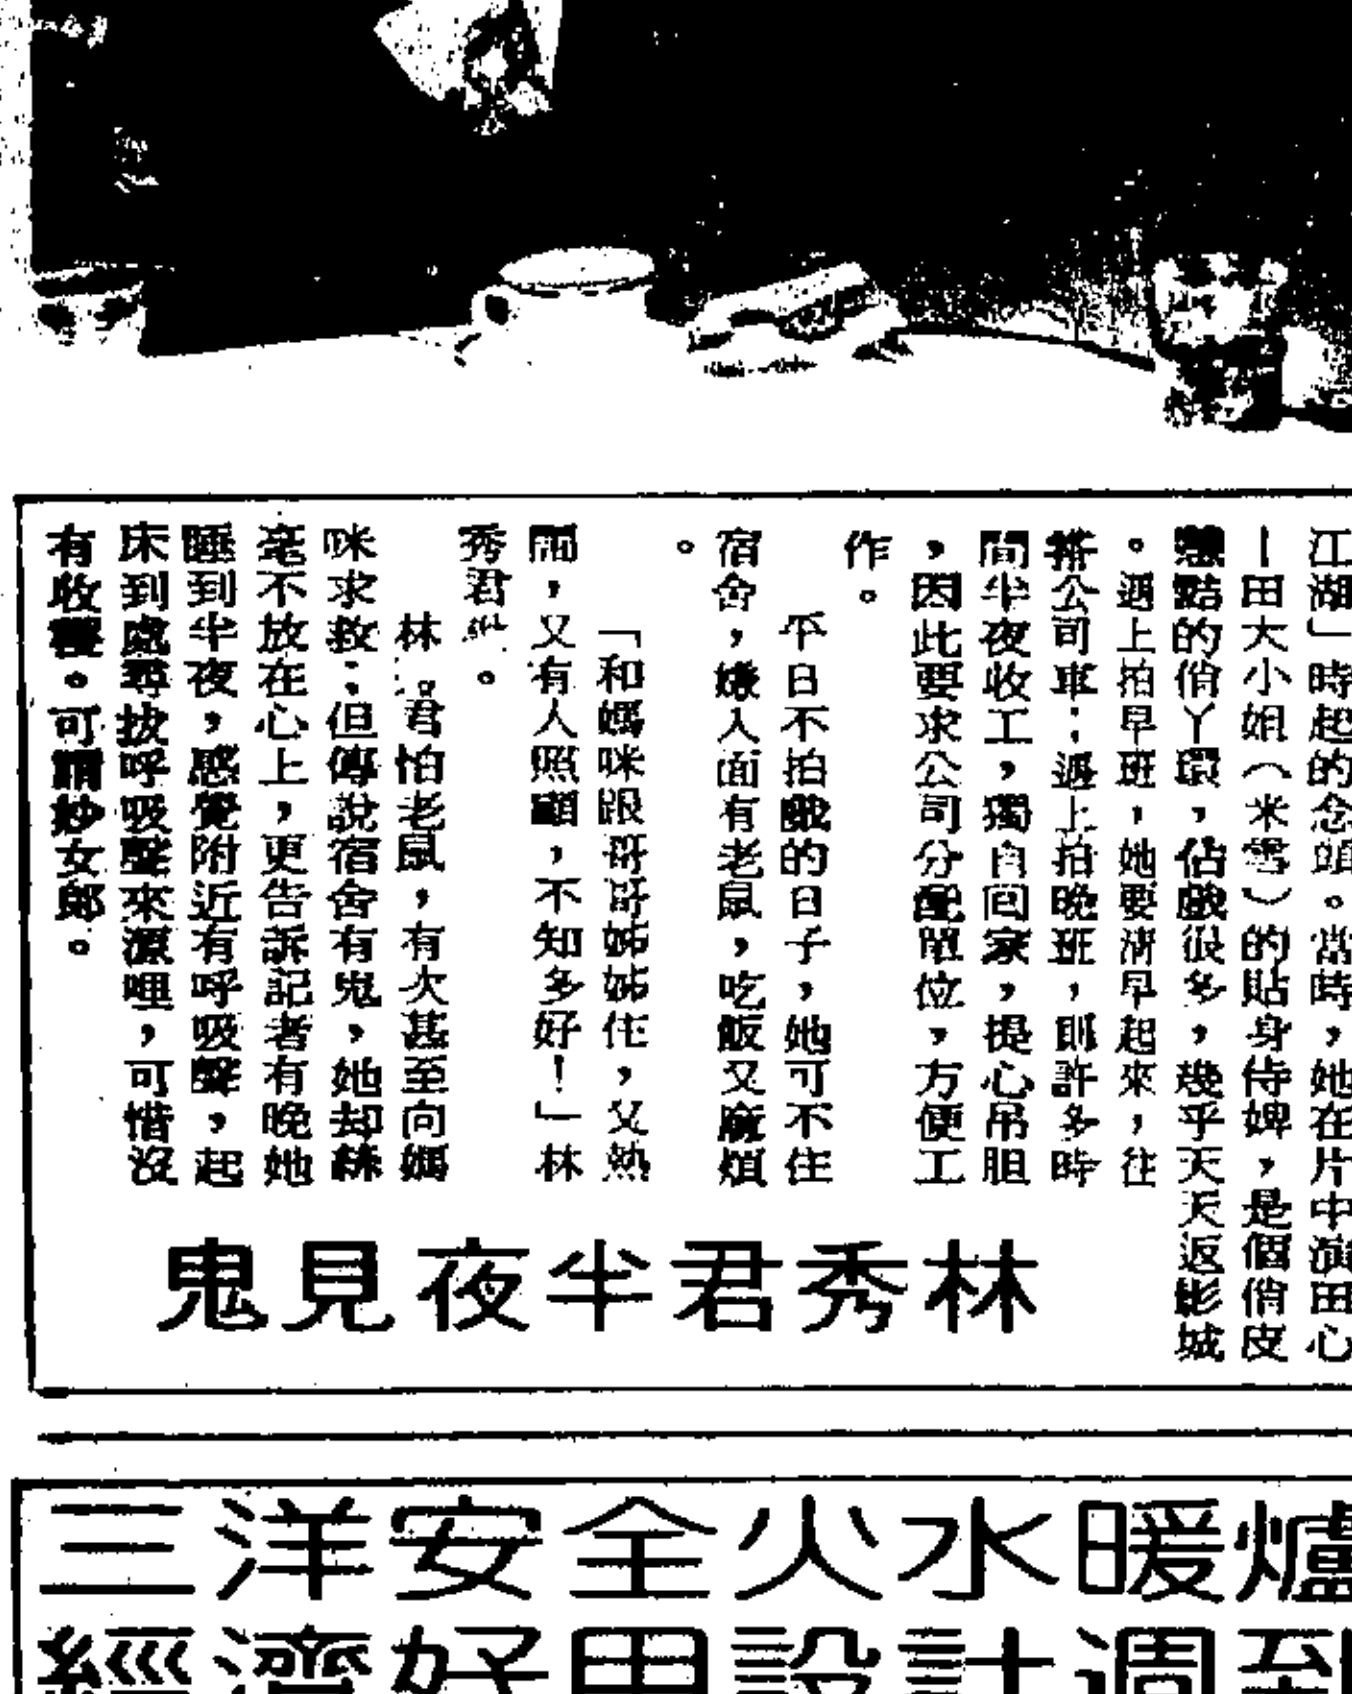 江湖」時起的念頭。當時,她在片中演田心
—田大小姐(米雪)的貼身侍婢,是個俏皮
慧黠的俏丫環,佔戲很多,幾乎天天返影城
。遇上拍早班,她要清早起來,往
搭公司車;遇上拍晚班,則許多時
間半夜收工,獨自回家,提心吊胆
,因此要求公司分配單位,方便工
作。
平日不拍戲的日子,她可不住
宿舍,嫌入面有老鼠,吃飯又麻煩
。
「和媽咪跟哥哥姊姊住,又熱
鬧,又有人照顧,不知多好!」林
秀君 。
林 君怕老鼠,有次甚至向媽
咪求救;但傳說宿舍有鬼,她却絲
毫不放在心上,更告訴記者有晚她
睡到半夜,感覺附近有呼吸聲,起
床到處尋找呼吸聲來源哩,可惜沒
有收穫。可謂妙女郎。
林秀君半夜見鬼
三洋安全火水暖爐
經濟好用設計週到